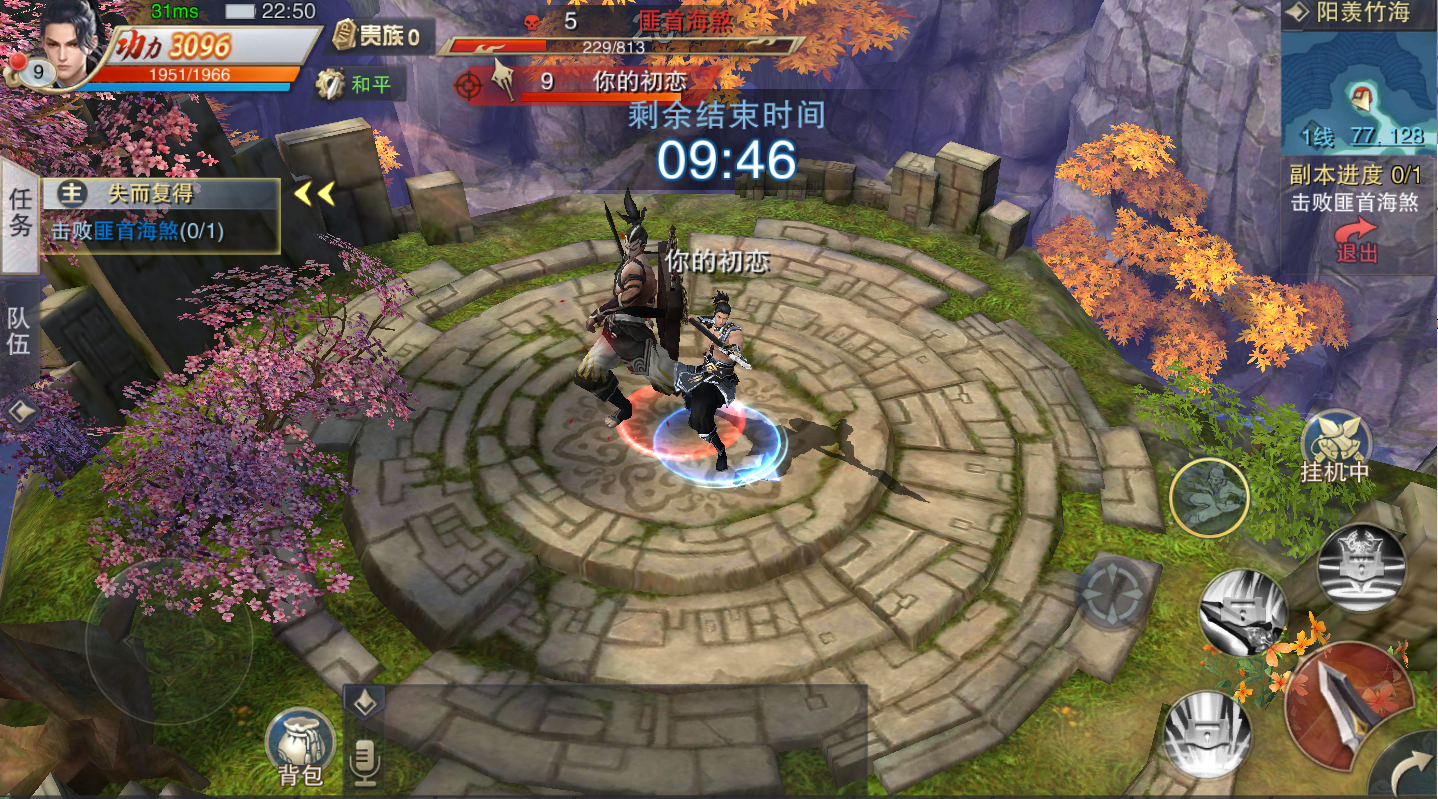 31ms 22:50
功力 3096
9
1951/1966
贵族0
和平
5 匪首海煞
229/813
9 你的初恋
剩余结束时间
09:46
阳羡竹海
1线 77,128
副本进度 0/1
击败匪首海煞
退出
任务
主 失而复得
击败匪首海煞(0/1)
队伍
你的初恋
挂机中
背包